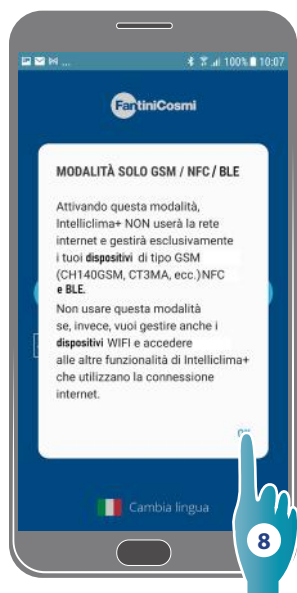 100% 10:07
FantiniCosmi
MODALITÀ SOLO GSM / NFC / BLE
Attivando questa modalità,
Intelliclima+ NON userà la rete
internet e gestirà esclusivamente
i tuoi dispositivi di tipo GSM
(CH140GSM, CT3MA, ecc.)NFC
e BLE.
Non usare questa modalità
se, invece, vuoi gestire anche i
dispositivi WIFI e accedere
alle altre funzionalità di Intelliclima+
che utilizzano la connessione
internet.
Cambia lingua
8